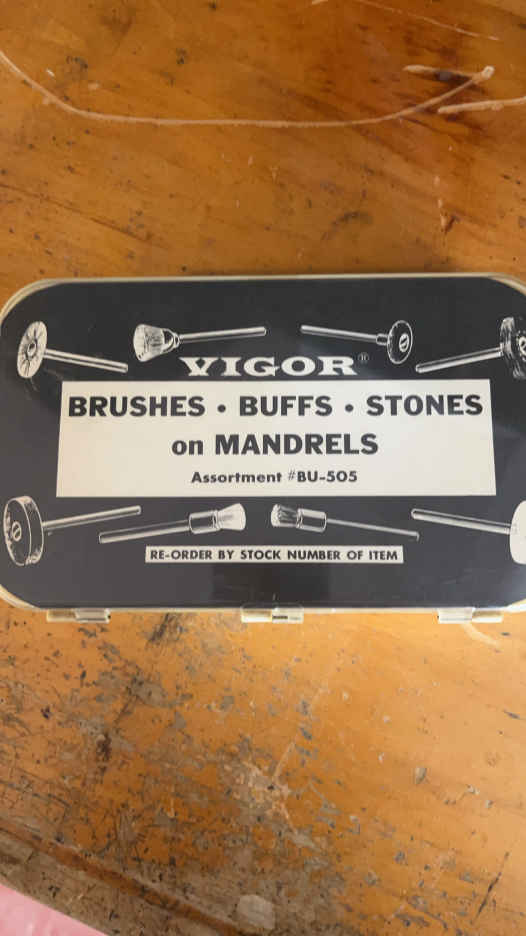 VIGOR®
BRUSHES • BUFFS • STONES
on MANDRELS
Assortment #BU-505
RE-ORDER BY STOCK NUMBER OF ITEM